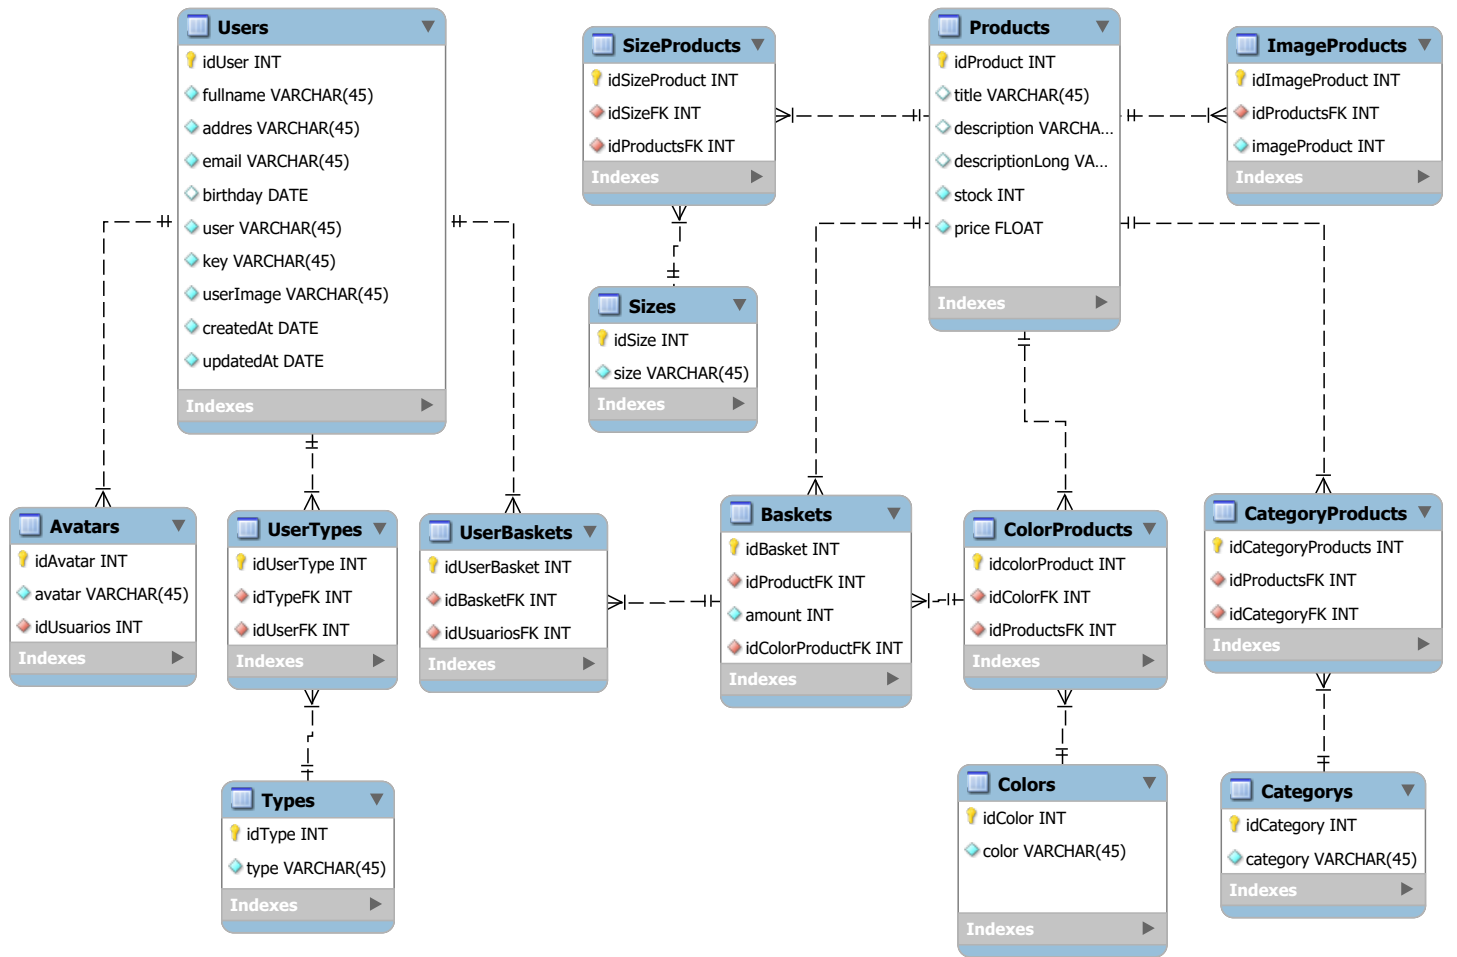 Users
idUser INT
fullname VARCHAR(45)
addres VARCHAR(45)
email VARCHAR(45)
birthday DATE
user VARCHAR(45)
key VARCHAR(45)
userImage VARCHAR(45)
createdAt DATE
updatedAt DATE
Indexes
SizeProducts
idSizeProduct INT
idSizeFK INT
idProductsFK INT
Indexes
Products
idProduct INT
title VARCHAR(45)
description VARCHA...
descriptionLong VA...
stock INT
price FLOAT
Indexes
ImageProducts
idImageProduct INT
idProductsFK INT
imageProduct INT
Indexes
Sizes
idSize INT
size VARCHAR(45)
Indexes
Avatars
idAvatar INT
avatar VARCHAR(45)
idUsuarios INT
Indexes
UserTypes
idUserType INT
idTypeFK INT
idUserFK INT
Indexes
UserBaskets
idUserBasket INT
idBasketFK INT
idUsuariosFK INT
Indexes
Baskets
idBasket INT
idProductFK INT
amount INT
idColorProductFK INT
Indexes
ColorProducts
idcolorProduct INT
idColorFK INT
idProductsFK INT
Indexes
CategoryProducts
idCategoryProducts INT
idProductsFK INT
idCategoryFK INT
Indexes
Types
idType INT
type VARCHAR(45)
Indexes
Colors
idColor INT
color VARCHAR(45)
Indexes
Categorys
idCategory INT
category VARCHAR(45)
Indexes